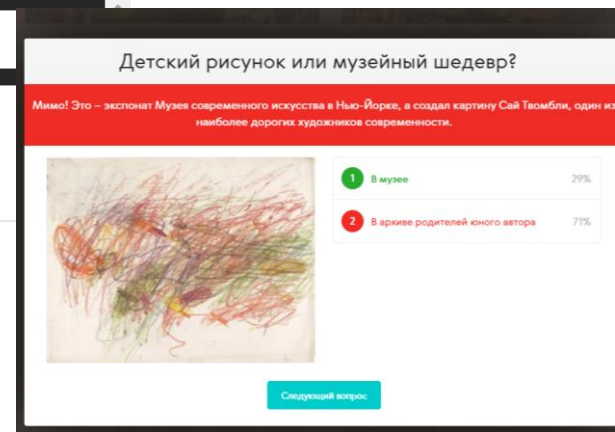 Детский рисунок или музейный шедевр?
Мимо! Это – экспонат Музея современного искусства в Нью-Йорке, а создал картину Сай Твомбли, один из
наиболее дорогих художников современности.
1 В музее 29%
2 В архиве родителей юного автора 71%
Следующий вопрос